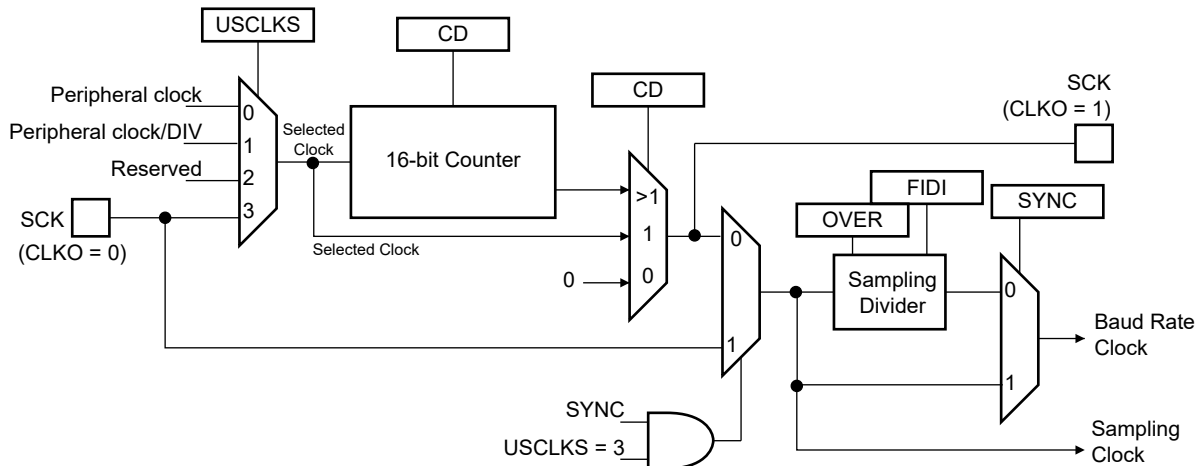 USCLKS
CD
CD
SCK
(CLKO = 1)
Peripheral clock
0
Peripheral clock/DIV
1
Reserved
2
3
SCK
(CLKO = 0)
Selected
Clock
16-bit Counter
Selected Clock
>1
1
0
0
0
1
FIDI
OVER
SYNC
Sampling
Divider
0
1
Baud Rate
Clock
SYNC
USCLKS = 3
Sampling
Clock